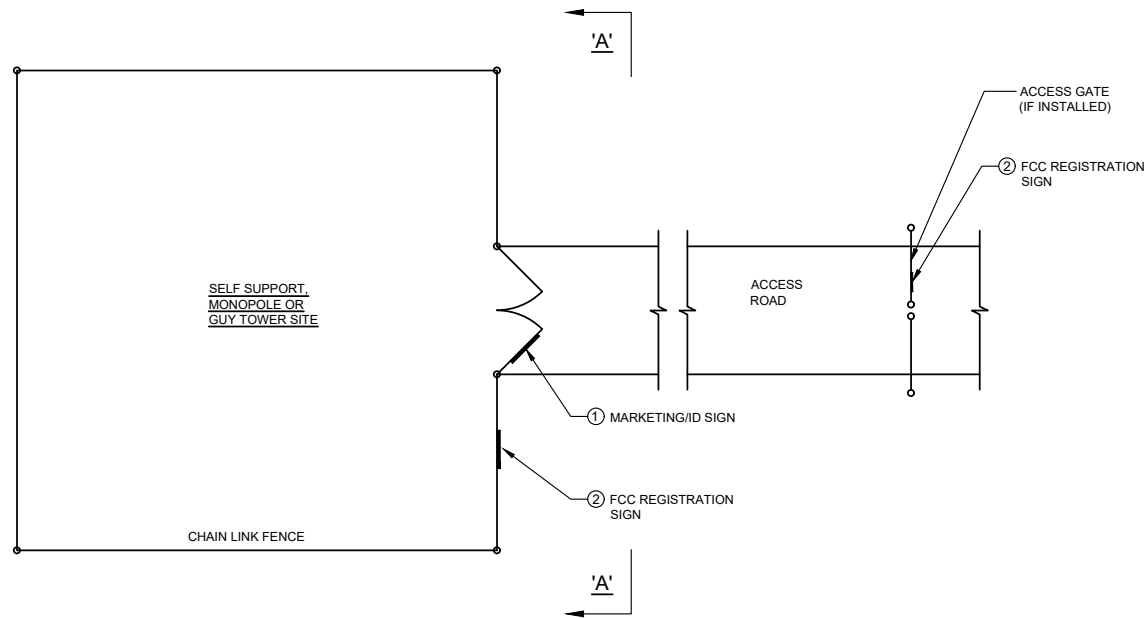 'A'
ACCESS GATE
(IF INSTALLED)
2 FCC REGISTRATION
SIGN
SELF SUPPORT,
MONOPOLE OR
GUY TOWER SITE
ACCESS
ROAD
1 MARKETING/ID SIGN
2 FCC REGISTRATION
SIGN
CHAIN LINK FENCE
'A'